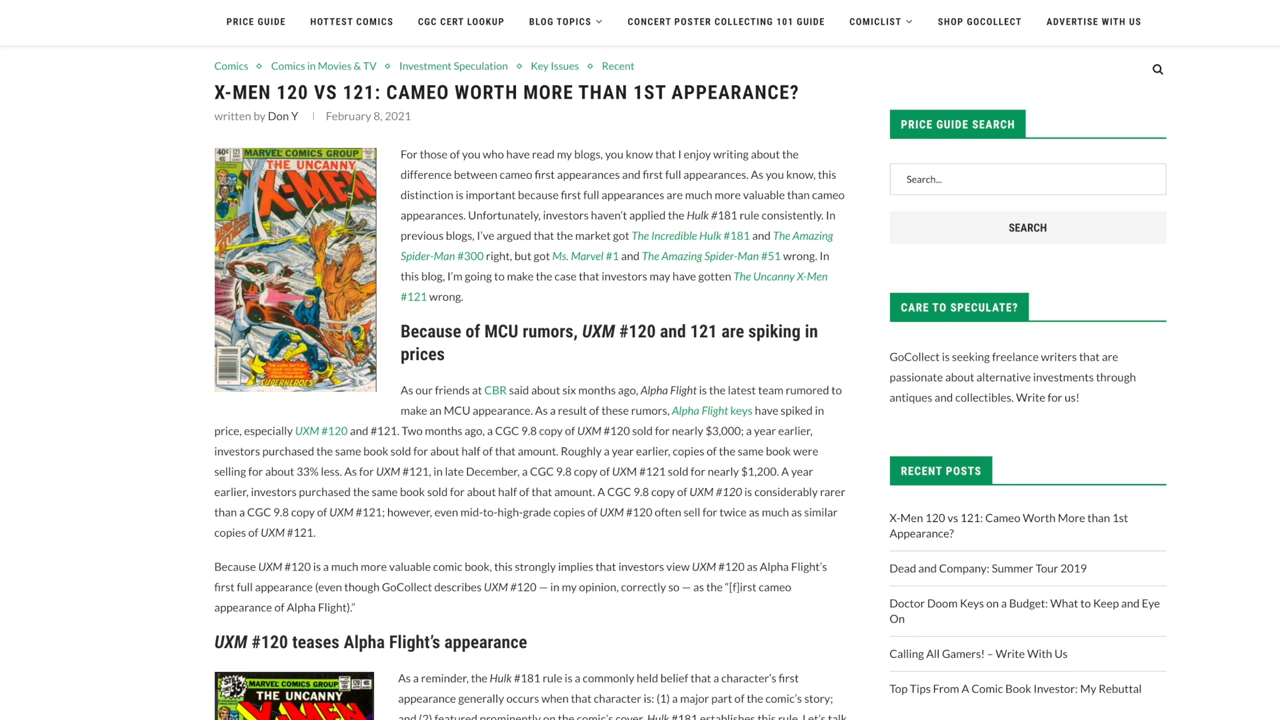 PRICE GUIDE HOTTEST COMICS CGC CERT LOOKUP BLOG TOPICS CONCERT POSTER COLLECTING 101 GUIDE COMICLIST SHOP GOCOLLECT ADVERTISE WITH US
Comics Comics in Movies & TV Investment Speculation Key Issues Recent
X-MEN 120 VS 121: CAMEO WORTH MORE THAN 1ST APPEARANCE?
written by Don Y | February 8, 2021
MARVEL COMICS GROUP
40¢
121
THE UNCANNY
X-MEN
SUPERHEROES!
For those of you who have read my blogs, you know that I enjoy writing about the
difference between cameo first appearances and first full appearances. As you know, this
distinction is important because first full appearances are much more valuable than cameo
appearances. Unfortunately, investors haven’t applied the Hulk #181 rule consistently. In
previous blogs, I’ve argued that the market got The Incredible Hulk #181 and The Amazing
Spider-Man #300 right, but got Ms. Marvel #1 and The Amazing Spider-Man #51 wrong. In
this blog, I’m going to make the case that investors may have gotten The Uncanny X-Men
#121 wrong.
Because of MCU rumors, UXM #120 and 121 are spiking in
prices
As our friends at CBR said about six months ago, Alpha Flight is the latest team rumored to
make an MCU appearance. As a result of these rumors, Alpha Flight keys have spiked in
price, especially UXM #120 and #121. Two months ago, a CGC 9.8 copy of UXM #120 sold for nearly $3,000; a year earlier,
investors purchased the same book sold for about half of that amount. Roughly a year earlier, copies of the same book were
selling for about 33% less. As for UXM #121, in late December, a CGC 9.8 copy of UXM #121 sold for nearly $1,200. A year
earlier, investors purchased the same book sold for about half of that amount. A CGC 9.8 copy of UXM #120 is considerably rarer
than a CGC 9.8 copy of UXM #121; however, even mid-to-high-grade copies of UXM #120 often sell for twice as much as similar
copies of UXM #121.
Because UXM #120 is a much more valuable comic book, this strongly implies that investors view UXM #120 as Alpha Flight’s
first full appearance (even though GoCollect describes UXM #120 — in my opinion, correctly so — as the “[f]irst cameo
appearance of Alpha Flight).”
UXM #120 teases Alpha Flight’s appearance
MARVEL COMICS GROUP
THE UNCANNY
X-MEN
As a reminder, the Hulk #181 rule is a commonly held belief that a character’s first
appearance generally occurs when that character is: (1) a major part of the comic’s story;
and (2) featured prominently on the comic’s cover. Hulk #181 establishes this rule. Let’s talk
PRICE GUIDE SEARCH
Search...
SEARCH
CARE TO SPECULATE?
GoCollect is seeking freelance writers that are
passionate about alternative investments through
antiques and collectibles. Write for us!
RECENT POSTS
X-Men 120 vs 121: Cameo Worth More than 1st
Appearance?
Dead and Company: Summer Tour 2019
Doctor Doom Keys on a Budget: What to Keep and Eye
On
Calling All Gamers! – Write With Us
Top Tips From A Comic Book Investor: My Rebuttal